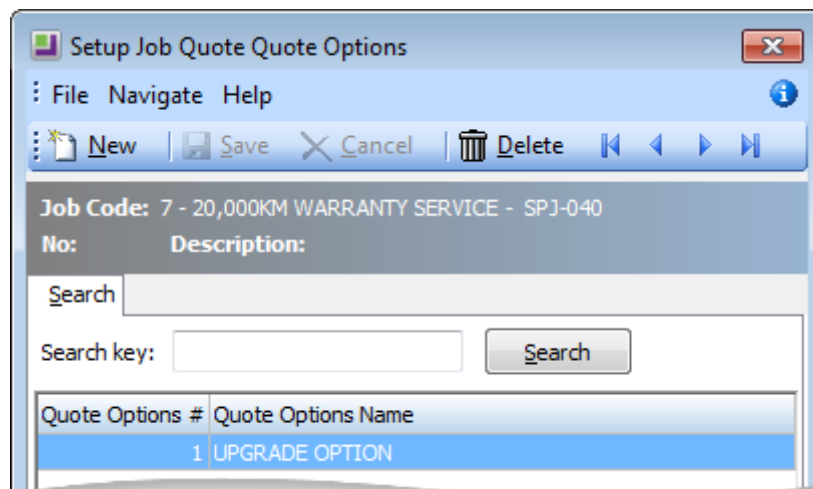 Setup Job Quote Quote Options
File Navigate Help
New Save Cancel Delete
Job Code: 7 - 20,000KM WARRANTY SERVICE - SPJ-040
No: Description:
Search
Search key: Search
Quote Options # Quote Options Name
1 UPGRADE OPTION